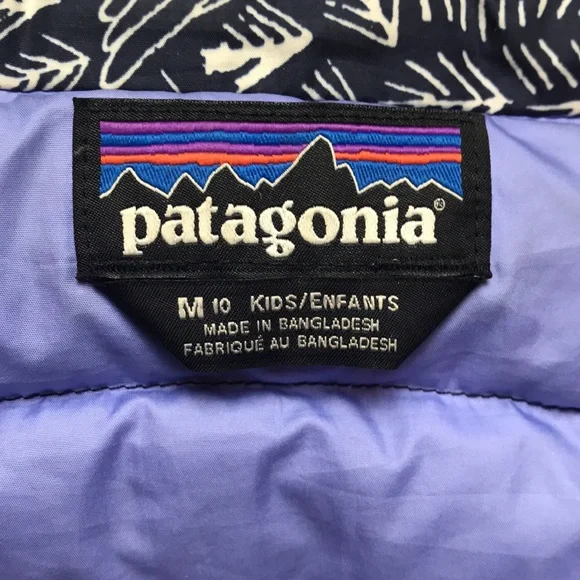 patagonia®
M 10 KIDS/ENFANTS
MADE IN BANGLADESH
FABRIQUÉ AU BANGLADESH